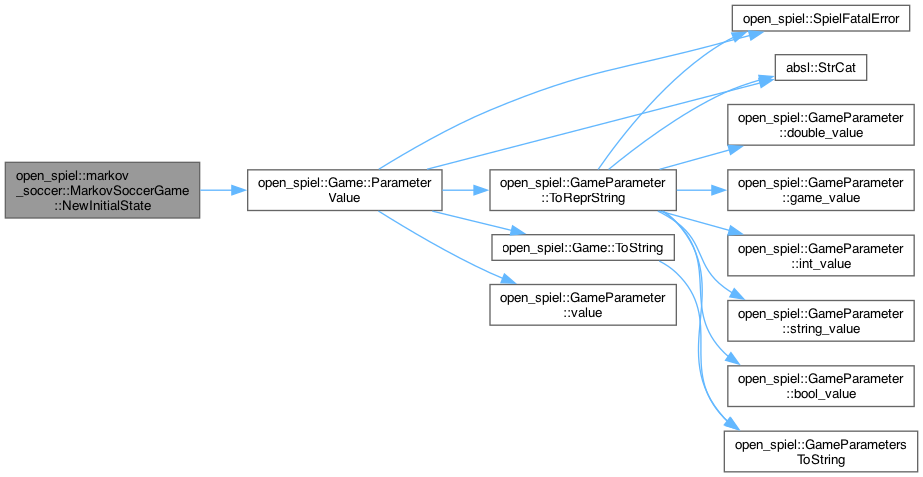 open_spiel::markov
_soccer::MarkovSoccerGame
::NewInitialState
open_spiel::Game::Parameter
Value
open_spiel::GameParameter
::ToReprString
open_spiel::Game::ToString
open_spiel::GameParameter
::value
open_spiel::SpielFatalError
absl::StrCat
open_spiel::GameParameter
::double_value
open_spiel::GameParameter
::game_value
open_spiel::GameParameter
::int_value
open_spiel::GameParameter
::string_value
open_spiel::GameParameter
::bool_value
open_spiel::GameParameters
ToString